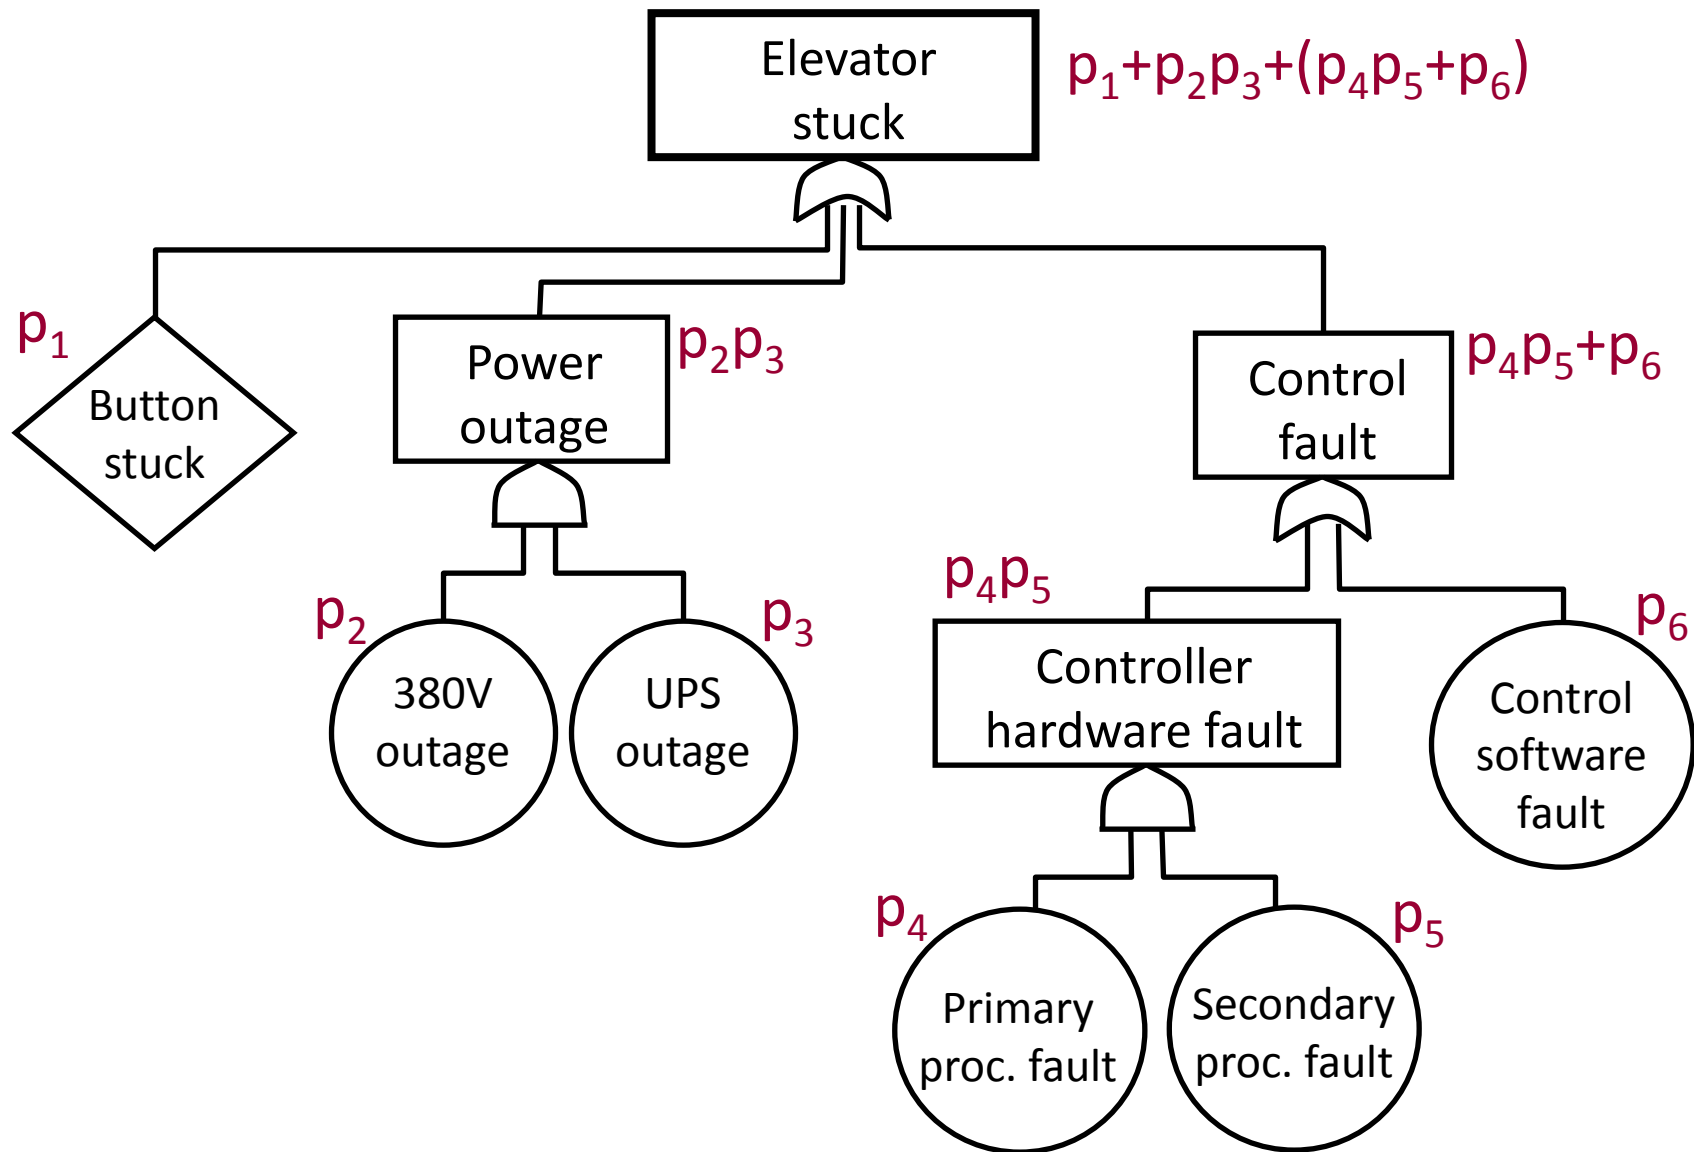 Elevator
stuck
p₁+p₂p₃+(p₄p₅+p₆)
p₁
Button
stuck
Power
outage
p₂p₃
Control
fault
p₄p₅+p₆
p₂
380V
outage
p₃
UPS
outage
p₄p₅
Controller
hardware fault
p₆
Control
software
fault
p₄
Primary
proc. fault
p₅
Secondary
proc. fault